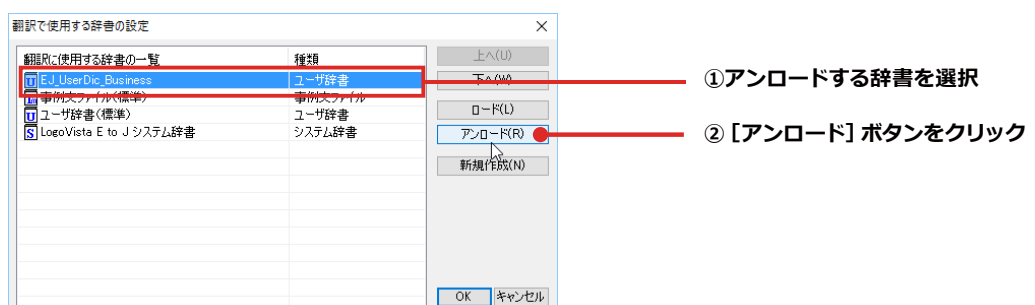 翻訳で使用する辞書の設定
翻訳に使用する辞書の一覧 種類
EJ_UserDic_Business ユーザ辞書
事例文ファイル(標準) 事例文ファイル
ユーザ辞書(標準) ユーザ辞書
LogoVista E to J システム辞書 システム辞書
上へ(U)
下へ(W)
ロード(L)
アンロード(R)
新規作成(N)
OK キャンセル
①アンロードする辞書を選択
②［アンロード］ボタンをクリック